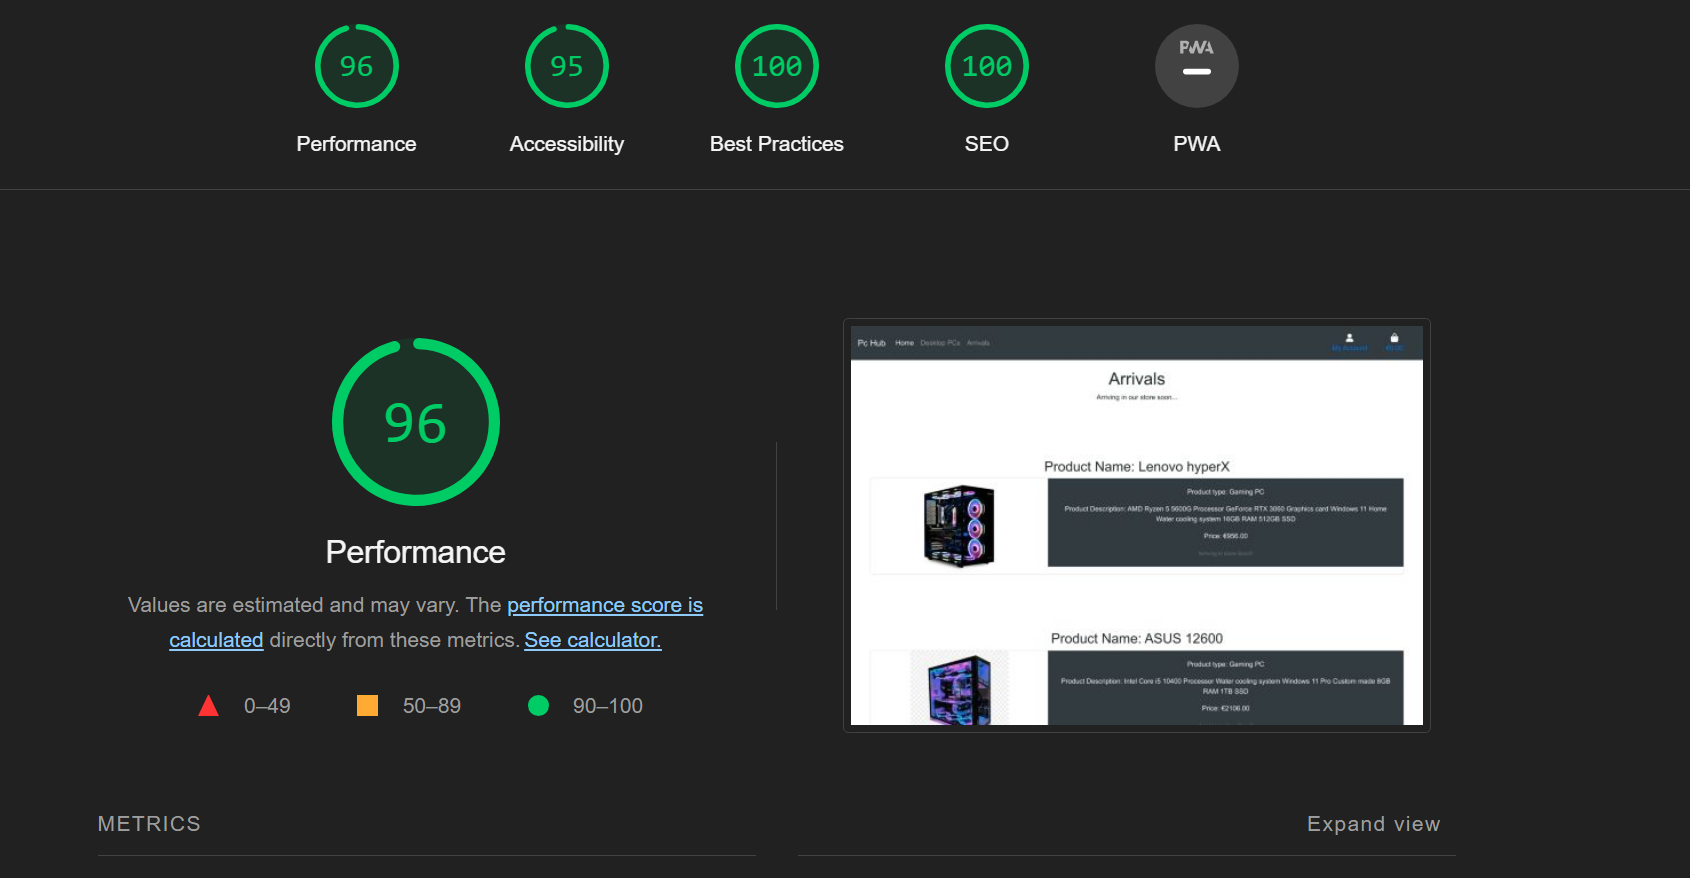 96
95
100
100
PWA
Performance
Accessibility
Best Practices
SEO
PWA
96
Performance
Values are estimated and may vary. The performance score is
calculated directly from these metrics. See calculator.
0–49
50–89
90–100
Pc Hub Home Desktop PCs Arrivals
My Account
Arrivals
Arriving in our store soon...
Product Name: Lenovo hyperX
Product type: Gaming PC
Product Description: AMD Ryzen 5 5600G Processor GeForce RTX 3060 Graphics card Windows 11 Home
Water cooling system 16GB RAM 512GB SSD
Price: €956.00
Product Name: ASUS 12600
Product type: Gaming PC
Product Description: Intel Core i5 10400 Processor Water cooling system Windows 11 Pro Custom made 8GB
RAM 1TB SSD
Price: €2106.00
METRICS
Expand view